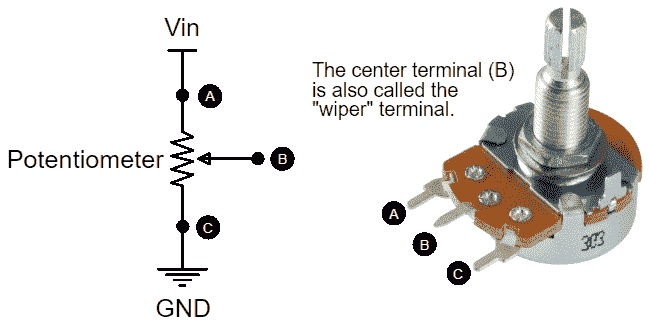 Vin
A
Potentiometer
B
C
GND
The center terminal (B)
is also called the
"wiper" terminal.
A
B
C
303